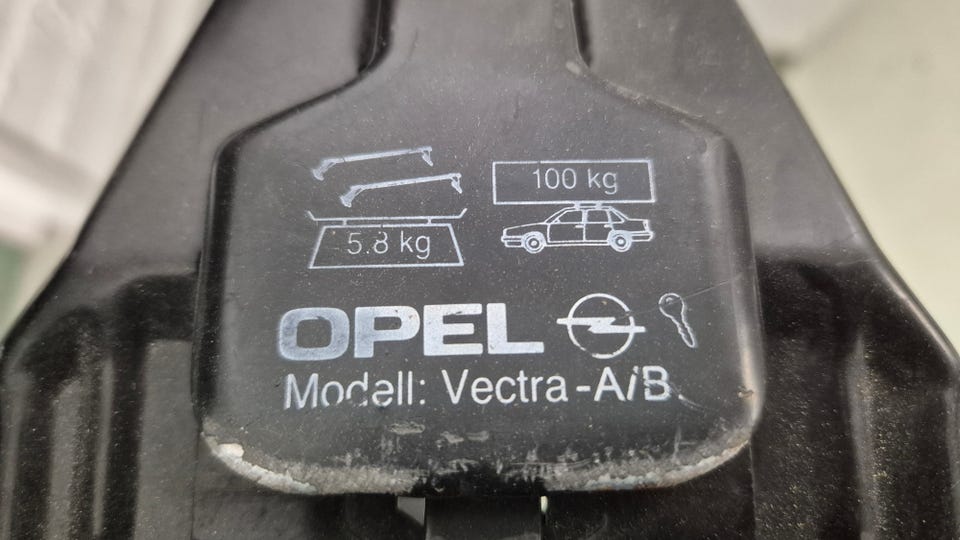 100 kg
5.8 kg
OPEL
Modell: Vectra-A/B